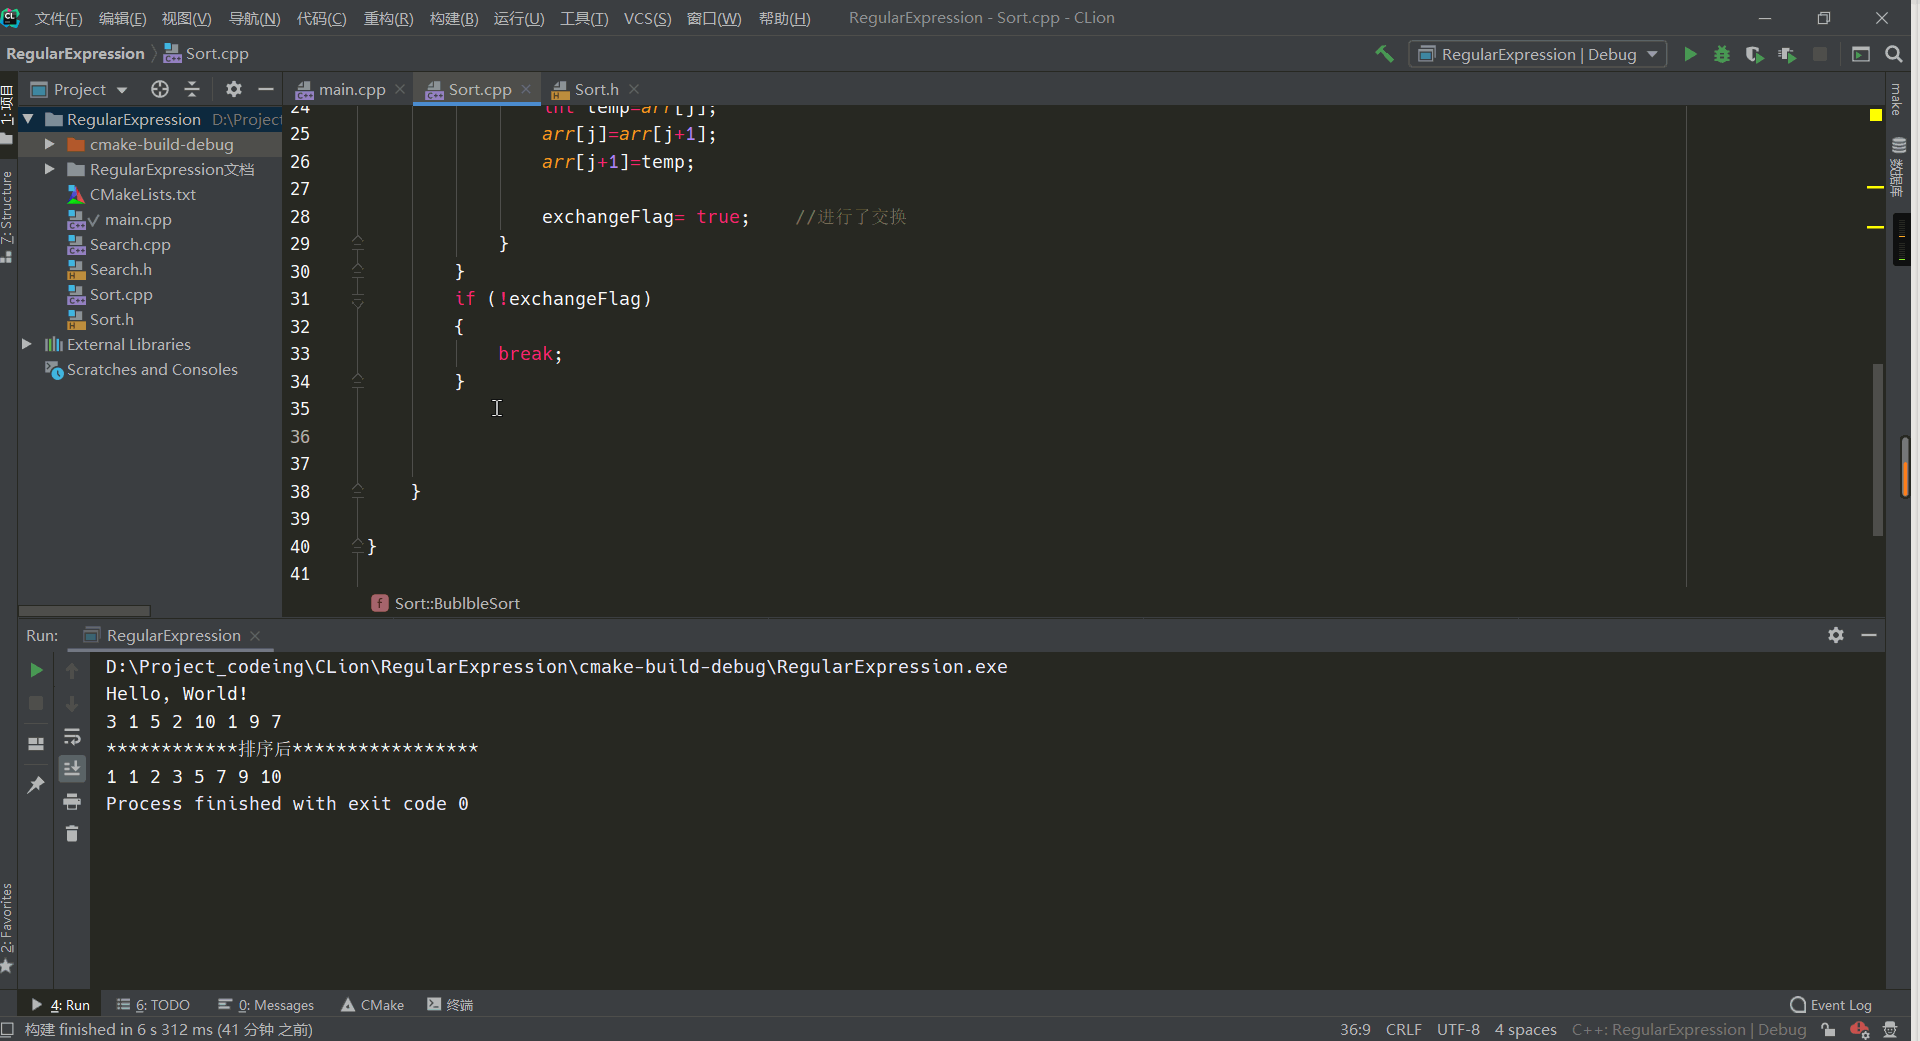 文件(F) 编辑(E) 视图(V) 导航(N) 代码(C) 重构(R) 构建(B) 运行(U) 工具(T) VCS(S) 窗口(W) 帮助(H) RegularExpression - Sort.cpp - CLion
RegularExpression Sort.cpp RegularExpression | Debug
Project main.cpp Sort.cpp Sort.h
1: 项目
Z: Structure
2: Favorites
make
数据库
RegularExpression D:\Project
cmake-build-debug
RegularExpression文档
CMakeLists.txt
main.cpp
Search.cpp
Search.h
Sort.cpp
Sort.h
External Libraries
Scratches and Consoles
24 int temp=arr[j];
25 arr[j]=arr[j+1];
26 arr[j+1]=temp;
27
28 exchangeFlag= true; //进行了交换
29 }
30 }
31 if (!exchangeFlag)
32 {
33 break;
34 }
35
36
37
38 }
39
40 }
41
f Sort::BublbleSort
Run: RegularExpression
D:\Project_codeing\CLion\RegularExpression\cmake-build-debug\RegularExpression.exe
Hello, World!
3 1 5 2 10 1 9 7
************排序后*****************
1 1 2 3 5 7 9 10
Process finished with exit code 0
4: Run 6: TODO 0: Messages CMake 终端 Event Log
构建 finished in 6 s 312 ms (41 分钟 之前) 36:9 CRLF UTF-8 4 spaces C++: RegularExpression | Debug